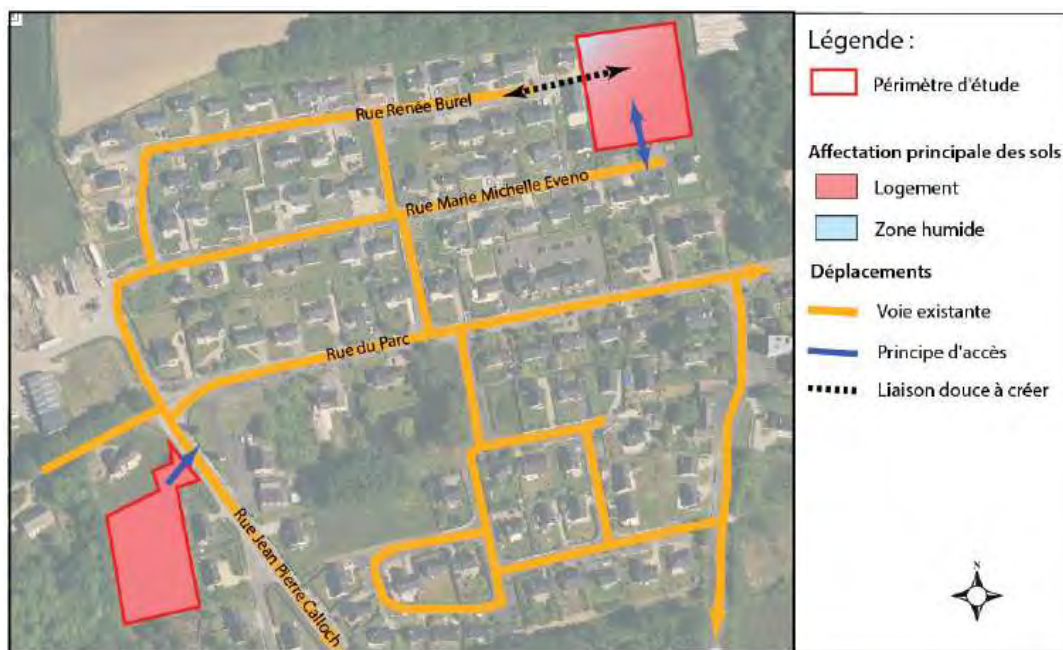 Légende :
Périmètre d'étude
Affectation principale des sols
Logement
Zone humide
Déplacements
Voie existante
Principe d'accès
Liaison douce à créer
N
Rue Renée Burel
Rue Marie Michelle Eveno
Rue du Parc
Rue Jean Pierre Calloch